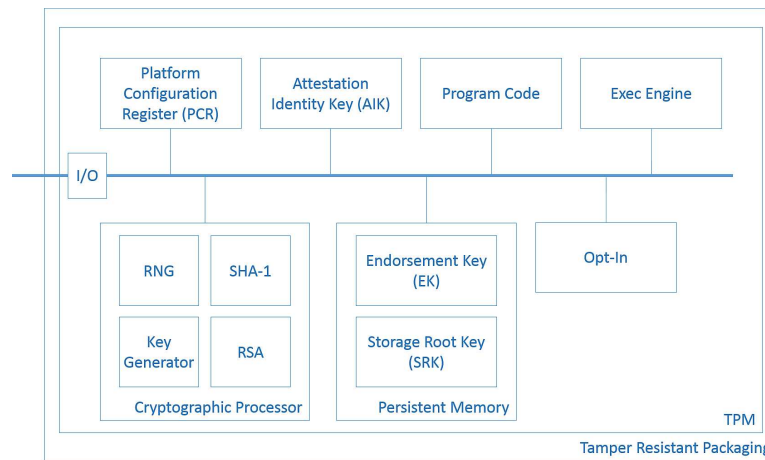 Platform
Configuration
Register (PCR)
Attestation
Identity Key (AIK)
Program Code
Exec Engine
I/O
RNG
SHA-1
Key
Generator
RSA
Cryptographic Processor
Endorsement Key
(EK)
Storage Root Key
(SRK)
Persistent Memory
Opt-In
TPM
Tamper Resistant Packaging